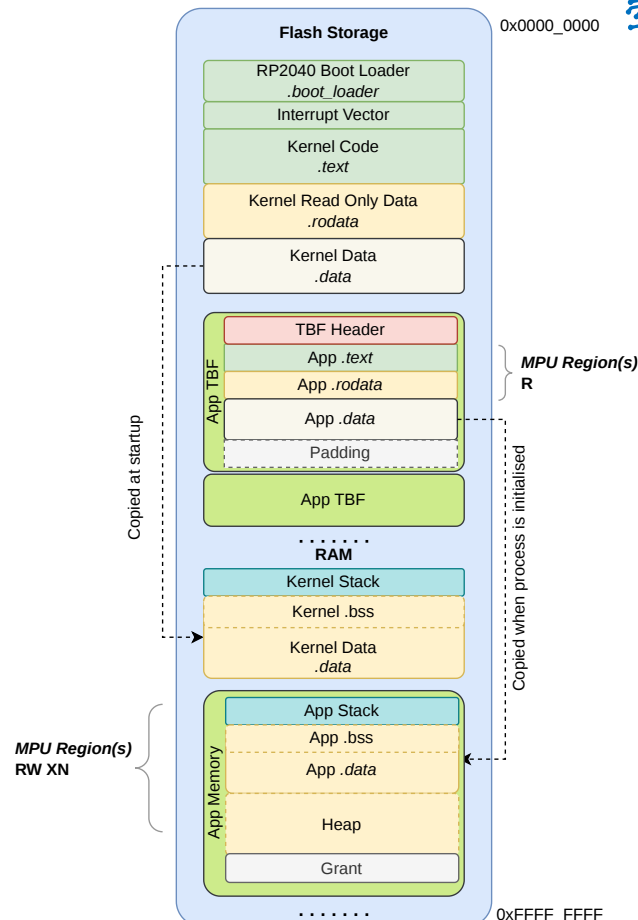 Flash Storage
0x0000_0000
RP2040 Boot Loader
.boot_loader
Interrupt Vector
Kernel Code
.text
Kernel Read Only Data
.rodata
Kernel Data
.data
App TBF
TBF Header
App .text
App .rodata
App .data
Padding
MPU Region(s)
R
Copied at startup
Copied when process is initialised
App TBF
.......
RAM
Kernel Stack
Kernel .bss
Kernel Data
.data
App Memory
App Stack
App .bss
App .data
Heap
Grant
MPU Region(s)
RW XN
.......
0xFFFF_FFFF